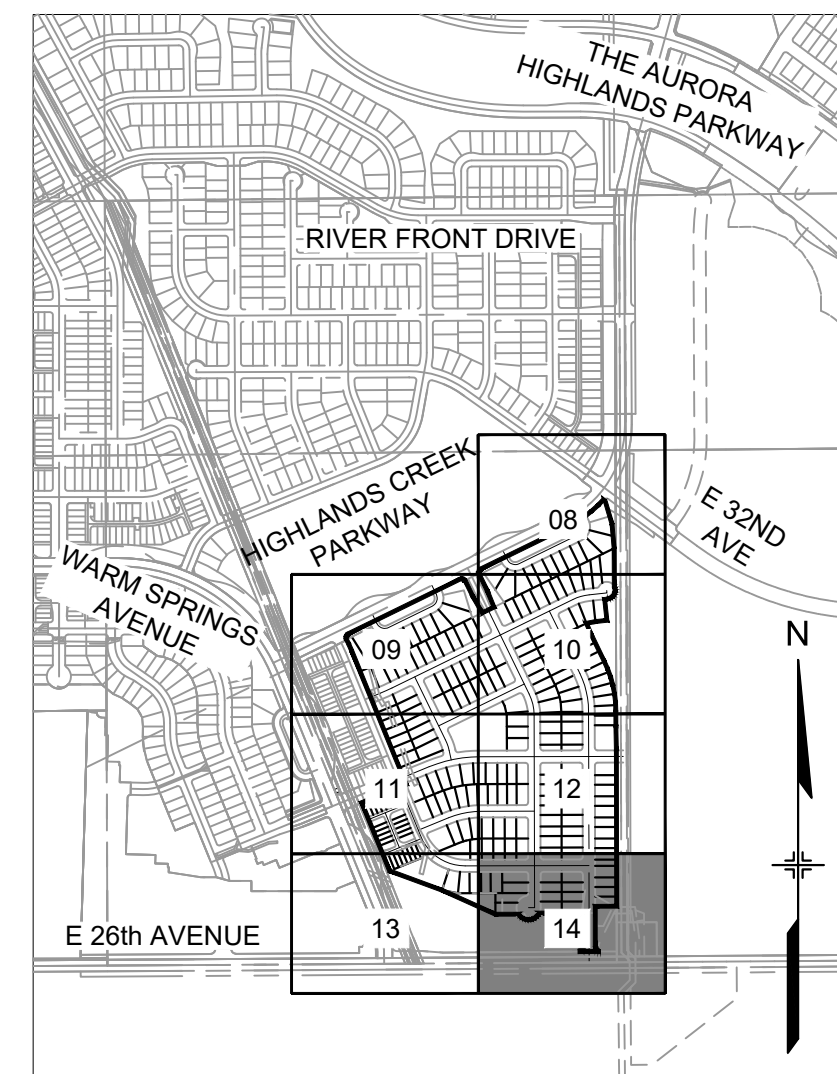 THE AURORA
HIGHLANDS PARKWAY
RIVER FRONT DRIVE
HIGHLANDS CREEK
PARKWAY
E 32ND
AVE
WARM SPRINGS
AVENUE
08
N
09
10
11
12
E 26th AVENUE
13
14